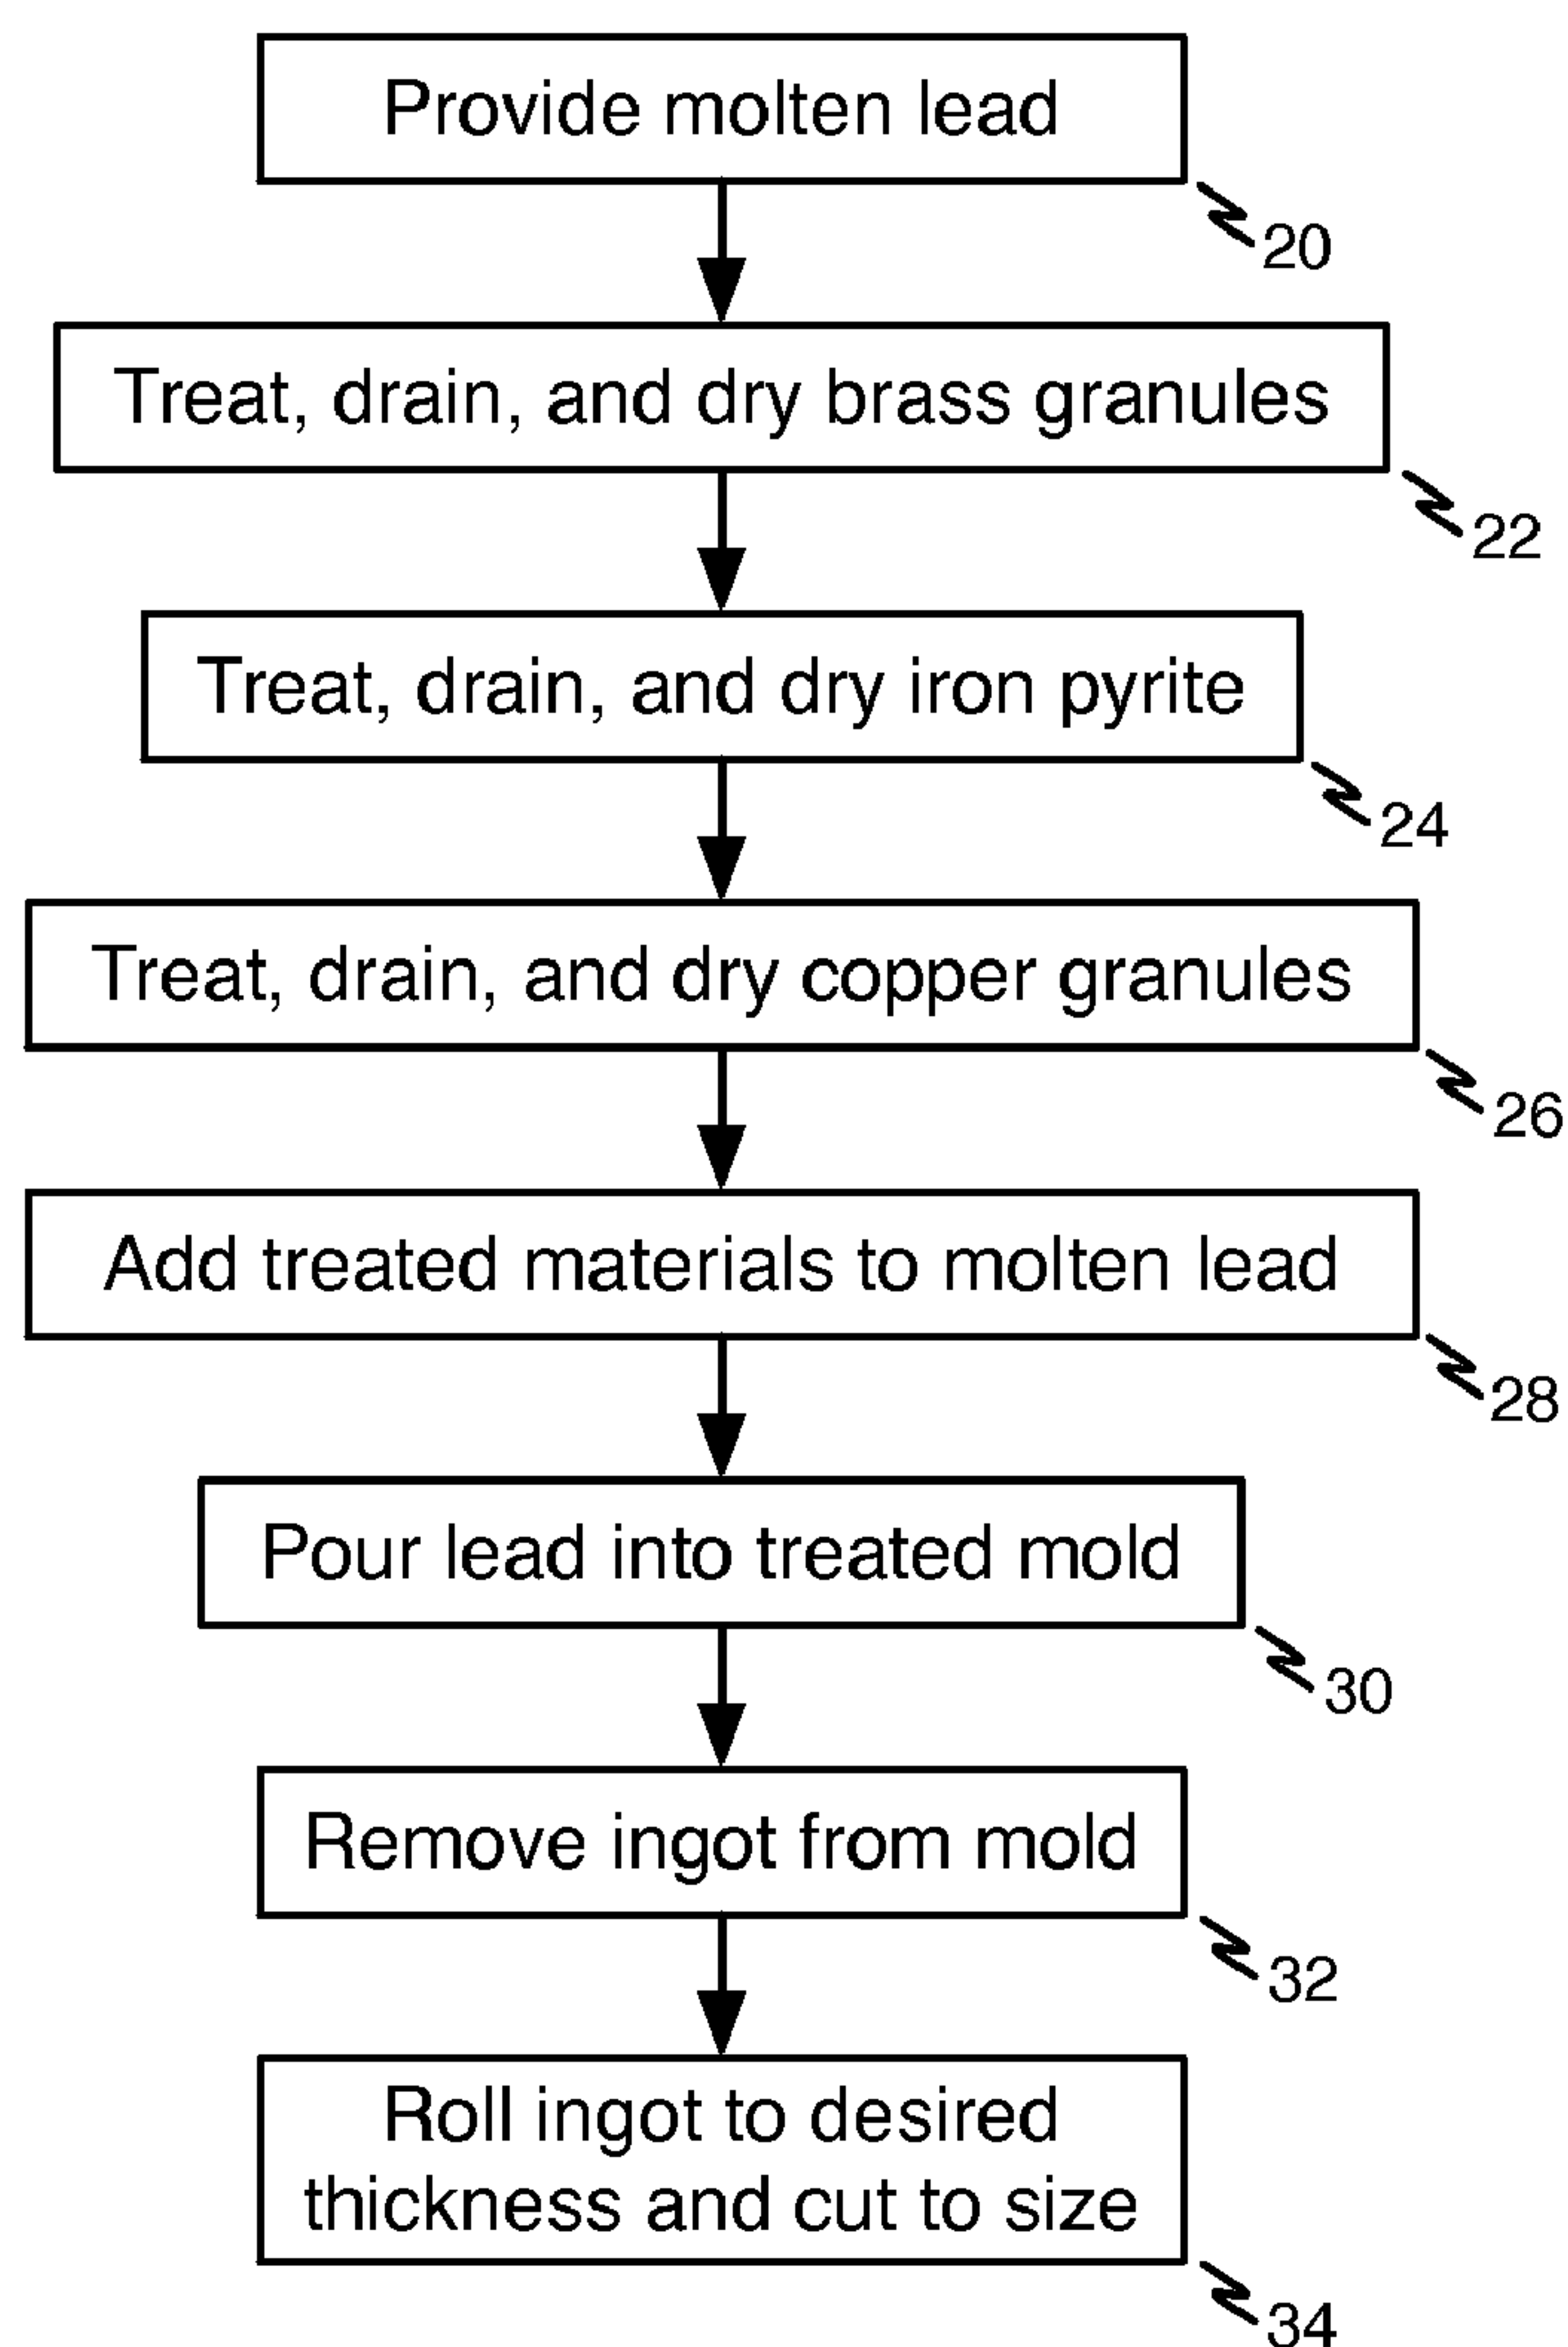 Provide molten lead
20
Treat, drain, and dry brass granules
22
Treat, drain, and dry iron pyrite
24
Treat, drain, and dry copper granules
26
Add treated materials to molten lead
28
Pour lead into treated mold
30
Remove ingot from mold
32
Roll ingot to desired
thickness and cut to size
34